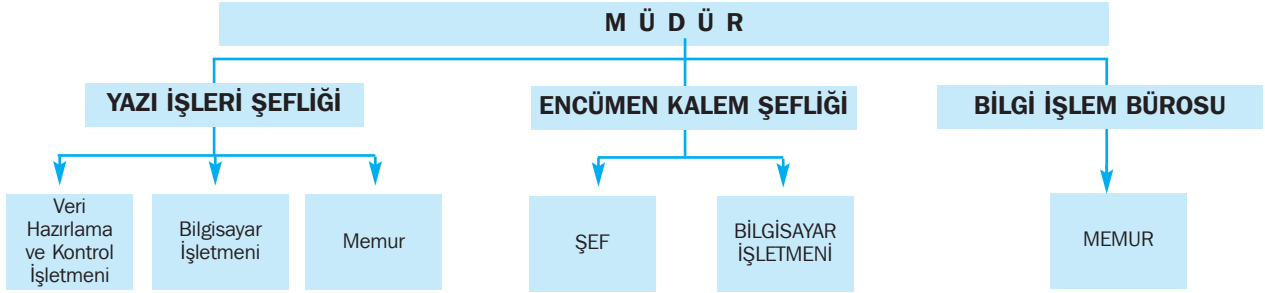 M Ü D Ü R
YAZI İŞLERİ ŞEFLİĞİ
ENCÜMEN KALEM ŞEFLİĞİ
BİLGİ İŞLEM BÜROSU
Veri
Hazırlama
ve Kontrol
İşletmeni
Bilgisayar
İşletmeni
Memur
ŞEF
BİLGİSAYAR
İŞLETMENİ
MEMUR